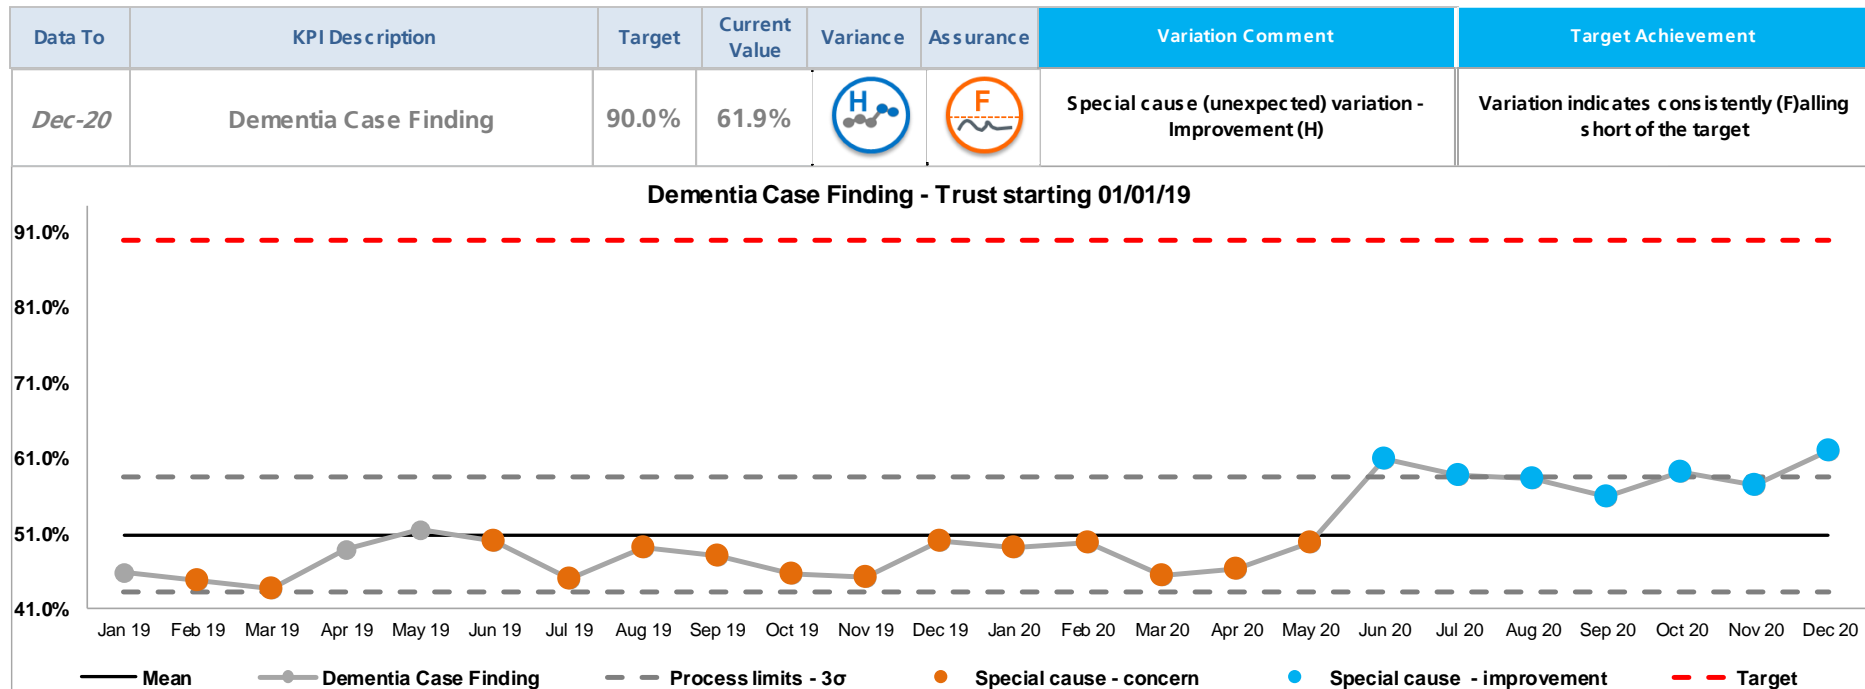 Data To KPI Description Target Current Value Variance Assurance Variation Comment Target Achievement
Dec-20 Dementia Case Finding 90.0% 61.9% H F Special cause (unexpected) variation - Improvement (H) Variation indicates consistently (F)alling short of the target
Dementia Case Finding - Trust starting 01/01/19
91.0%
81.0%
71.0%
61.0%
51.0%
41.0%
Jan 19 Feb 19 Mar 19 Apr 19 May 19 Jun 19 Jul 19 Aug 19 Sep 19 Oct 19 Nov 19 Dec 19 Jan 20 Feb 20 Mar 20 Apr 20 May 20 Jun 20 Jul 20 Aug 20 Sep 20 Oct 20 Nov 20 Dec 20
Mean Dementia Case Finding Process limits - 3σ Special cause - concern Special cause - improvement Target